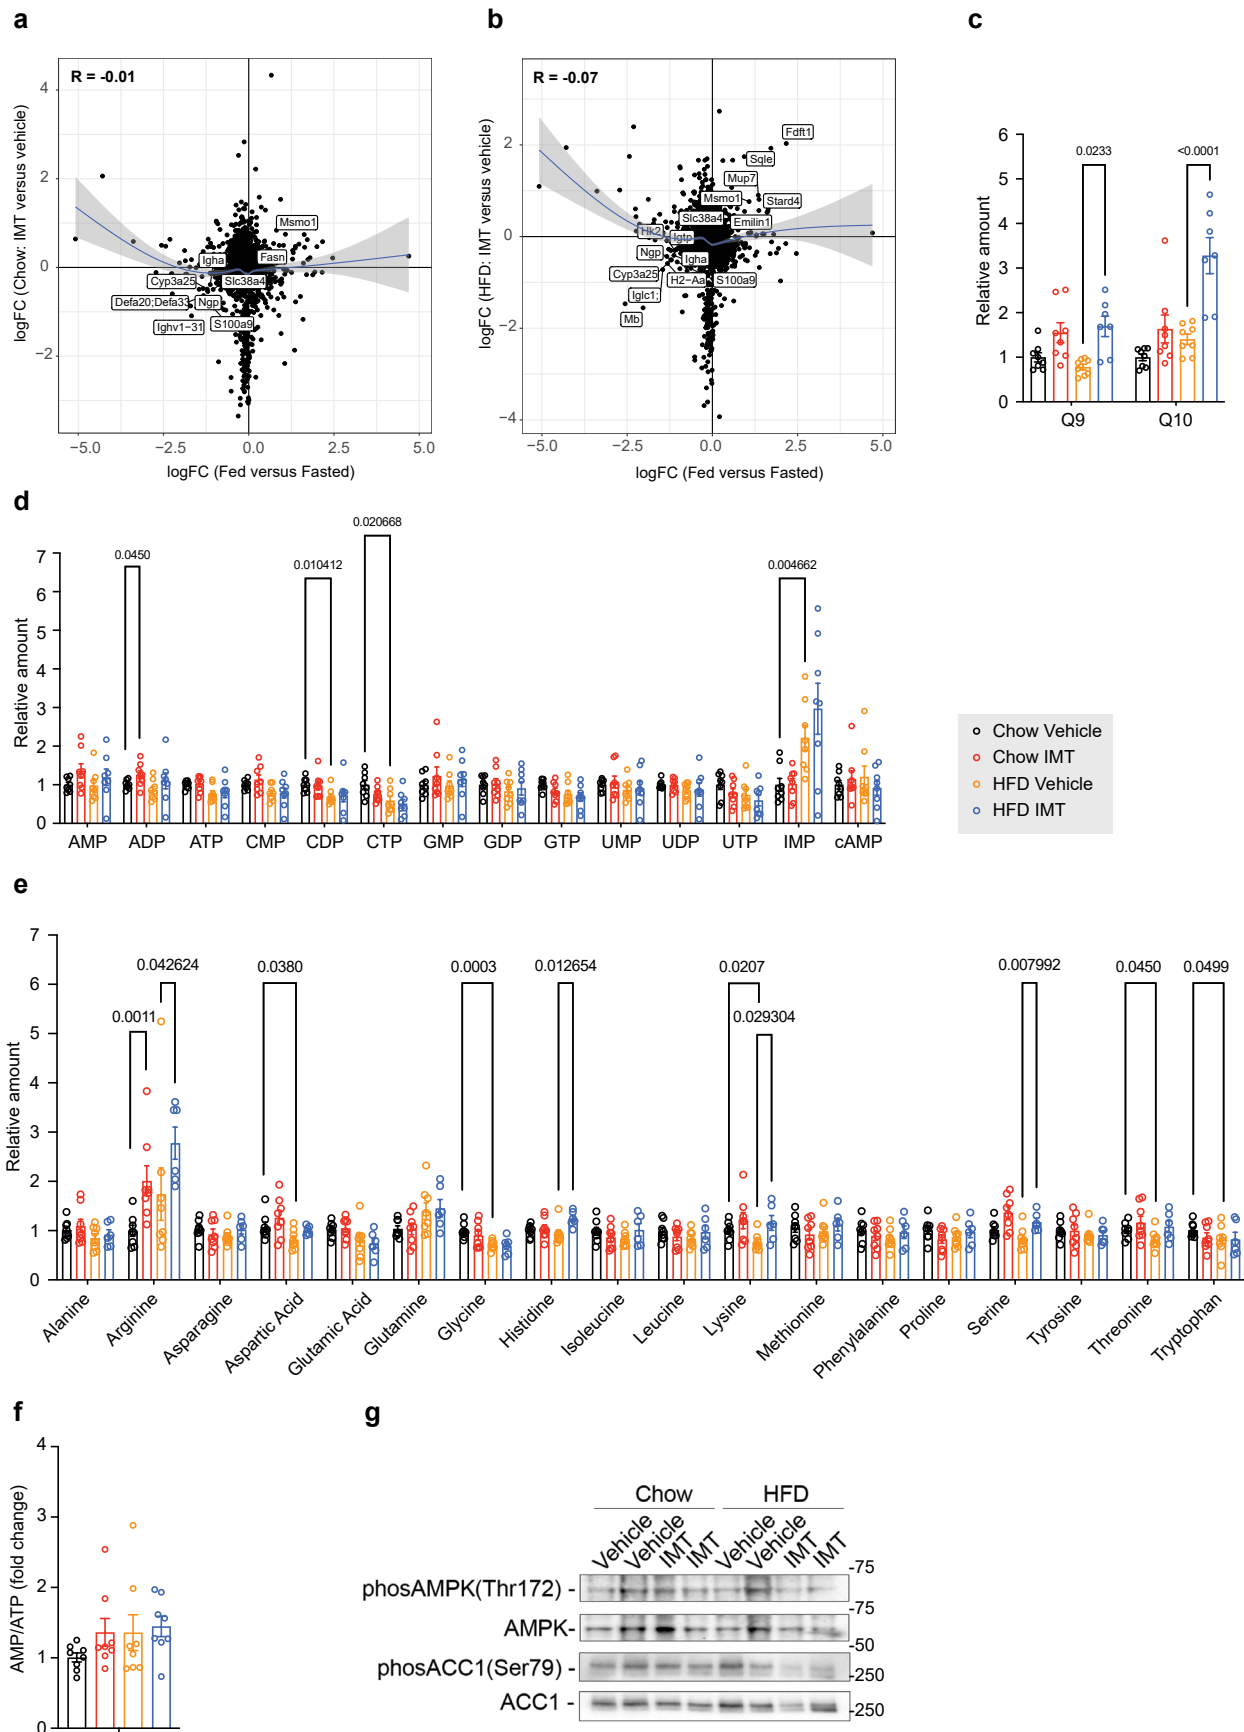 a
R = -0.01
logFC (Chow: IMT versus vehicle)
4
2
0
−2
Msmo1
Igha
Fasn
Cyp3a25
Slc38a4
Defa20;Defa33
Ngp
Ighv1−31
S100a9
−5.0
−2.5
0.0
2.5
5.0
logFC (Fed versus Fasted)
b
R = -0.07
logFC (HFD: IMT versus vehicle)
2
0
−2
−4
Fdft1
Sqle
Mup7
Msmo1
Stard4
Slc38a4
Emilin1
Hk2
Igtp
Ngp
Igha
Cyp3a25
H2−Aa
S100a9
Iglc1;
Mb
−5.0
−2.5
0.0
2.5
5.0
logFC (Fed versus Fasted)
c
Relative amount
6
5
4
3
2
1
0
0.0233
<0.0001
Q9
Q10
d
Relative amount
7
6
5
4
3
2
1
0
0.0450
0.010412
0.020668
0.004662
AMP
ADP
ATP
CMP
CDP
CTP
GMP
GDP
GTP
UMP
UDP
UTP
IMP
cAMP
Chow Vehicle
Chow IMT
HFD Vehicle
HFD IMT
e
Relative amount
7
6
5
4
3
2
1
0
0.0011
0.042624
0.0380
0.0003
0.012654
0.0207
0.029304
0.007992
0.0450
0.0499
Alanine
Arginine
Asparagine
Aspartic Acid
Glutamic Acid
Glutamine
Glycine
Histidine
Isoleucine
Leucine
Lysine
Methionine
Phenylalanine
Proline
Serine
Tyrosine
Threonine
Tryptophan
f
AMP/ATP (fold change)
4
3
2
1
0
g
Chow
HFD
Vehicle
Vehicle
IMT
IMT
Vehicle
Vehicle
IMT
IMT
phosAMPK(Thr172) -
-75
AMPK-
-75
-50
phosACC1(Ser79) -
-250
ACC1 -
-250